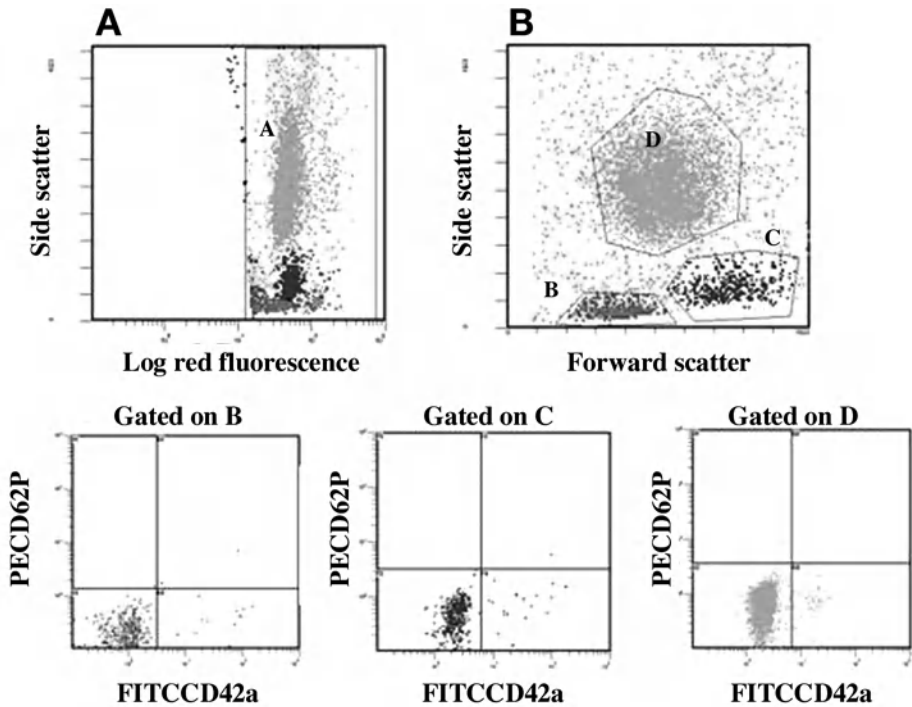 A
B
Side scatter
A
Log red fluorescence
Side scatter
D
C
B
Forward scatter
Gated on B
Gated on C
Gated on D
PECD62P
PECD62P
PECD62P
FITCCD42a
FITCCD42a
FITCCD42a